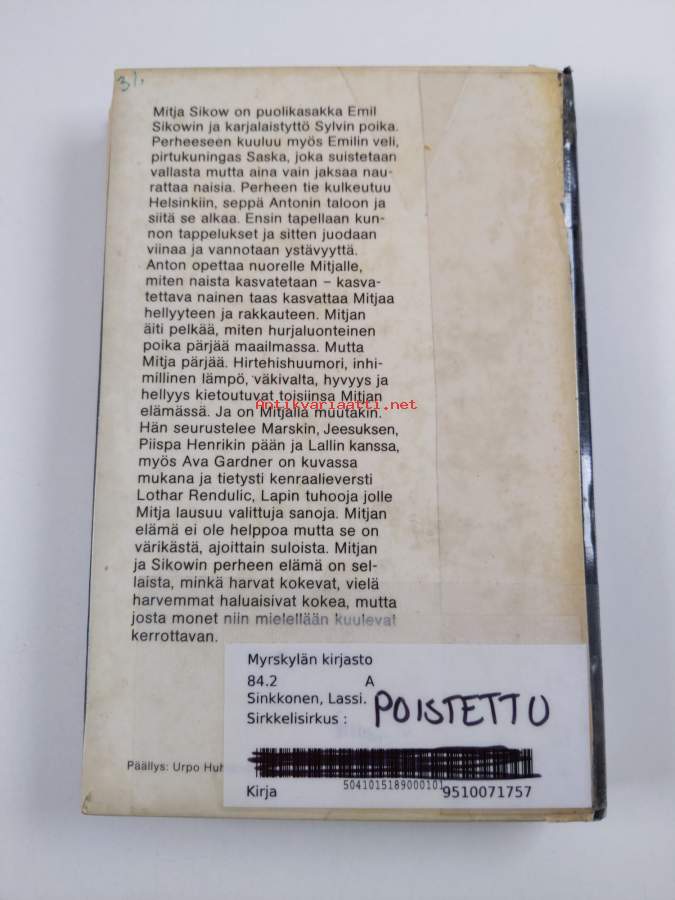 31.
Mitja Sikow on puolikasakka Emil
Sikowin ja karjalaistyttö Sylvin poika.
Perheeseen kuuluu myös Emilin veli,
pirtukuningas Saska, joka suistetaan
vallasta mutta aina vain jaksaa nau-
rattaa naisia. Perheen tie kulkeutuu
Helsinkiin, seppä Antonin taloon ja
siitä se alkaa. Ensin tapellaan kun-
non tappelukset ja sitten juodaan
viinaa ja vannotaan ystävyyttä.
Anton opettaa nuorelle Mitjalle,
miten naista kasvatetaan – kasva-
tettava nainen taas kasvattaa Mitjaa
hellyyteen ja rakkauteen. Mitjan
äiti pelkää, miten hurjaluonteinen
poika pärjää maailmassa. Mutta
Mitja pärjää. Hirtehishuumori, inhi-
millinen lämpö, väkivalta, hyvyys ja
hellyys kietoutuvat toisiinsa Mitjan
elämässä. Ja on Mitjalla muutakin.
Antikvariaatti.net
Hän seurustelee Marskin, Jeesuksen,
Piispa Henrikin pään ja Lallin kanssa,
myös Ava Gardner on kuvassa
mukana ja tietysti kenraalieversti
Lothar Rendulic, Lapin tuhooja jolle
Mitja lausuu valittuja sanoja. Mitjan
elämä ei ole helppoa mutta se on
värikästä, ajoittain suloista. Mitjan
ja Sikowin perheen elämä on sel-
laista, minkä harvat kokevat, vielä
harvemmat haluaisivat kokea, mutta
josta monet niin mielellään kuulevat
kerrottavan.
Myrskylän kirjasto
84.2 A
Sinkkonen, Lassi.
Sirkkelisirkus :
POISTETTU
Päällys: Urpo
5041015189000101
Kirja 9510071757